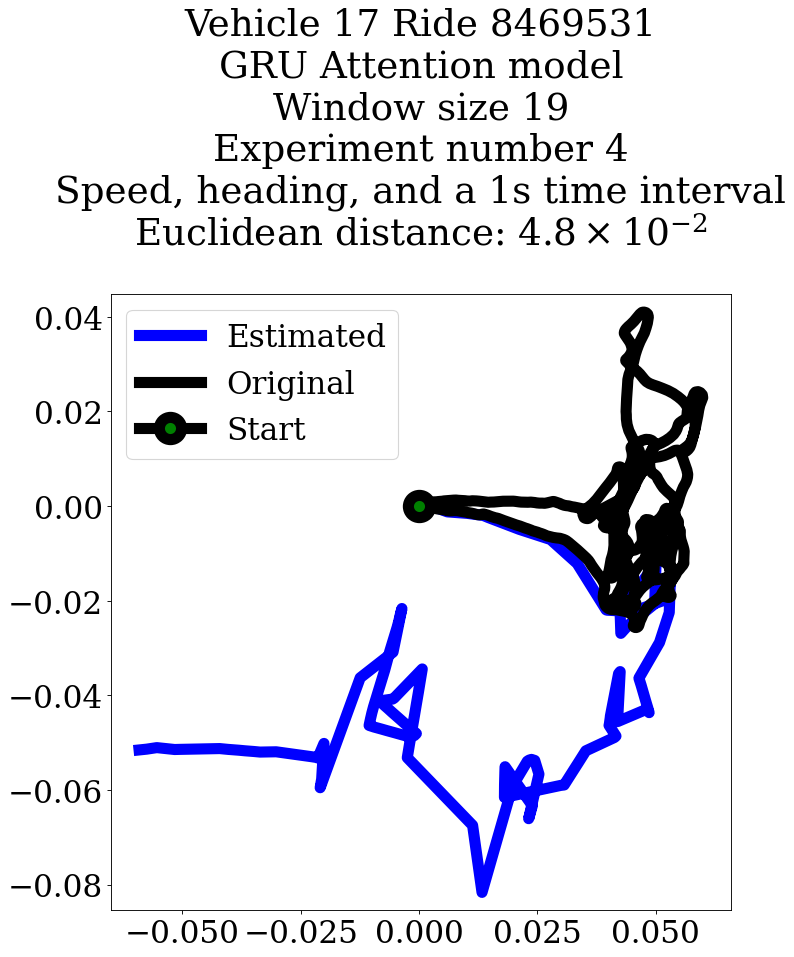 Vehicle 17 Ride 8469531
GRU Attention model
Window size 19
Experiment number 4
Speed, heading, and a 1s time interval
Euclidean distance: 4.8 × 10⁻²
Estimated
Original
Start
0.04
0.02
0.00
−0.02
−0.04
−0.06
−0.08
−0.050 −0.025 0.000 0.025 0.050